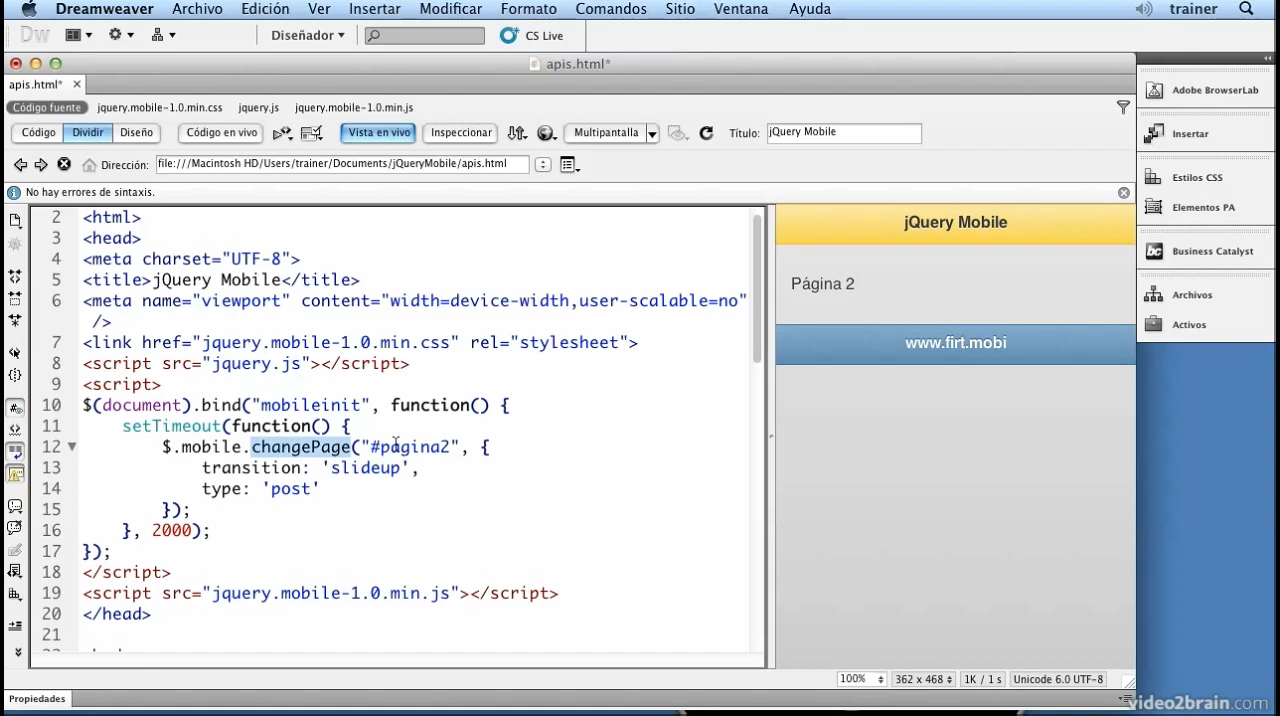 Dreamweaver Archivo Edición Ver Insertar Modificar Formato Comandos Sitio Ventana Ayuda trainer
Dw Diseñador CS Live
apis.html*
apis.html*
Código fuente jquery.mobile-1.0.min.css jquery.js jquery.mobile-1.0.min.js
Código Dividir Diseño Código en vivo Vista en vivo Inspeccionar Multipantalla Título: jQuery Mobile
Dirección: file:///Macintosh HD/Users/trainer/Documents/jQueryMobile/apis.html
No hay errores de sintaxis.
2 <html>
3 <head>
4 <meta charset="UTF-8">
5 <title>jQuery Mobile</title>
6 <meta name="viewport" content="width=device-width,user-scalable=no"
/>
7 <link href="jquery.mobile-1.0.min.css" rel="stylesheet">
8 <script src="jquery.js"></script>
9 <script>
10 $(document).bind("mobileinit", function() {
11 setTimeout(function() {
12 $.mobile.changePage("#pagina2", {
13 transition: 'slideup',
14 type: 'post'
15 });
16 }, 2000);
17 });
18 </script>
19 <script src="jquery.mobile-1.0.min.js"></script>
20 </head>
21
jQuery Mobile
Página 2
www.firt.mobi
Adobe BrowserLab
Insertar
Estilos CSS
Elementos PA
Business Catalyst
Archivos
Activos
100% 362 x 468 1K / 1 s Unicode 6.0 UTF-8
Propiedades
video2brain.com